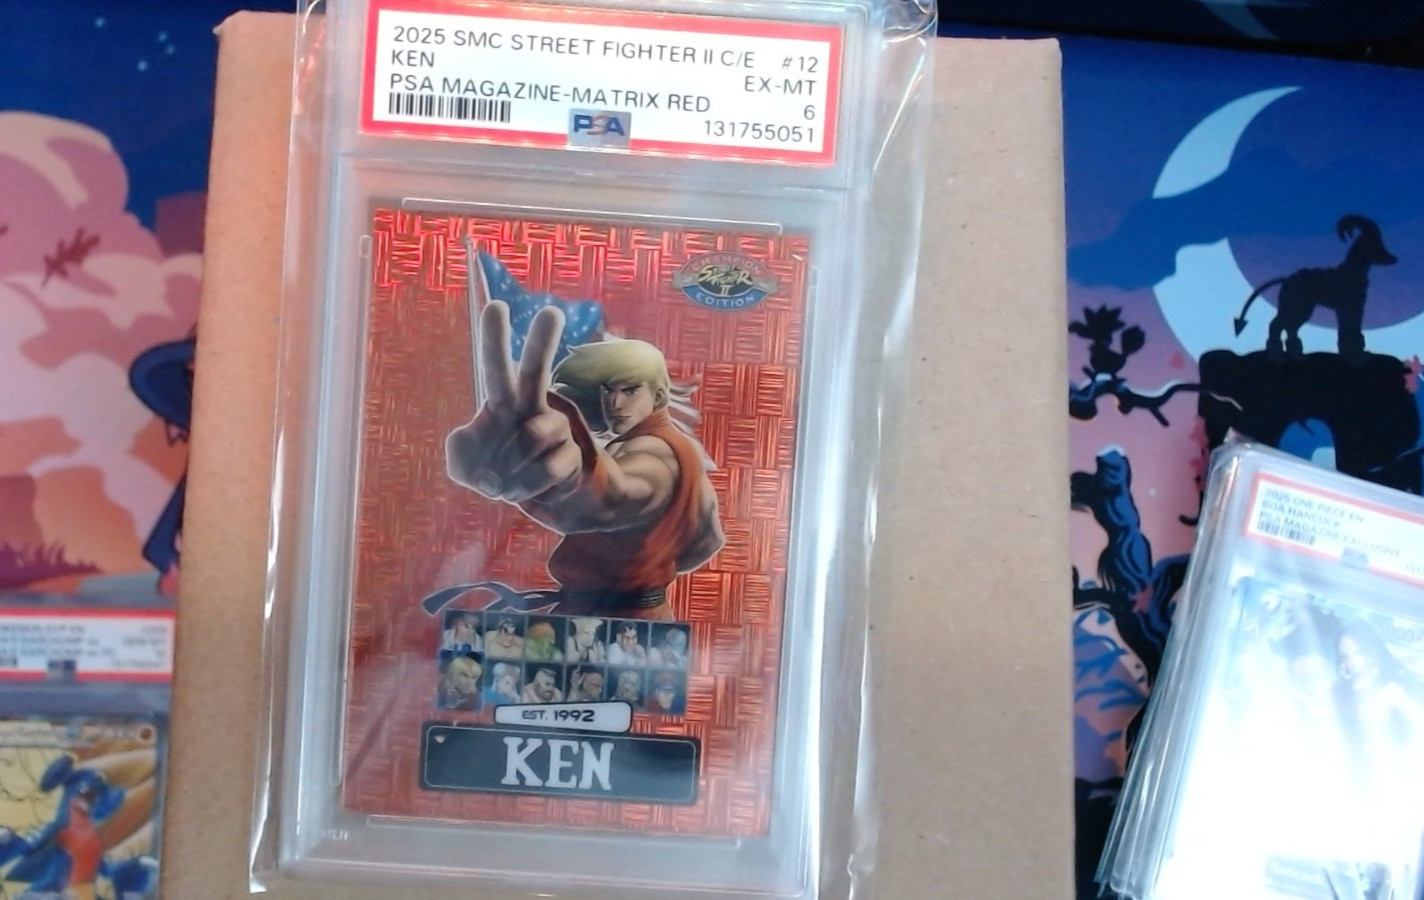 2025 SMC STREET FIGHTER II C/E #12
KEN EX-MT
PSA MAGAZINE-MATRIX RED 6
PSA 131755051
CHAMPION
STREET
FIGHTER
II
EDITION
EST. 1992
KEN
2025 ONE PIECE EN
BOA HANCOCK
PSA MAGAZINE EXCLUSIVE